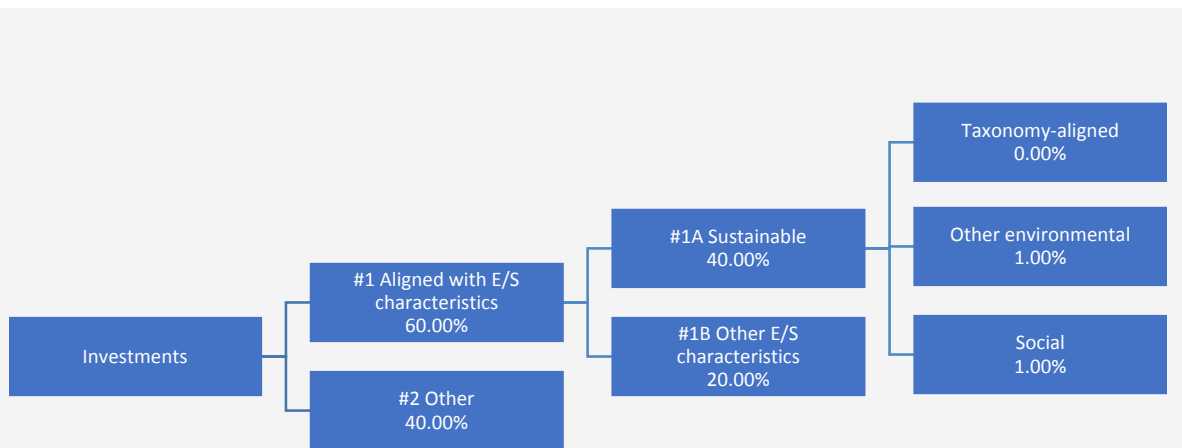 Investments
#1 Aligned with E/S
characteristics
60.00%
#2 Other
40.00%
#1A Sustainable
40.00%
#1B Other E/S
characteristics
20.00%
Taxonomy-aligned
0.00%
Other environmental
1.00%
Social
1.00%